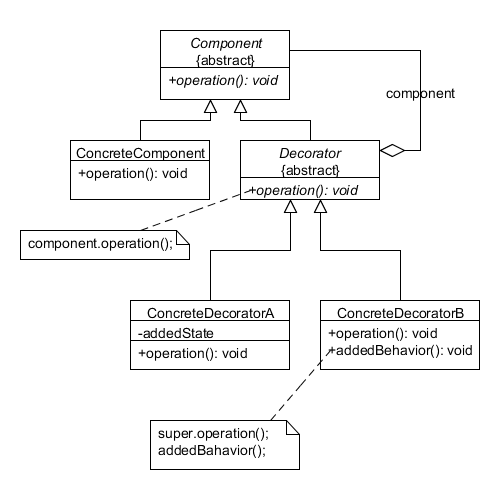 Component
{abstract}
+operation(): void
component
ConcreteComponent
+operation(): void
Decorator
{abstract}
+operation(): void
component.operation();
ConcreteDecoratorA
-addedState
+operation(): void
ConcreteDecoratorB
+operation(): void
+addedBehavior(): void
super.operation();
addedBahavior();